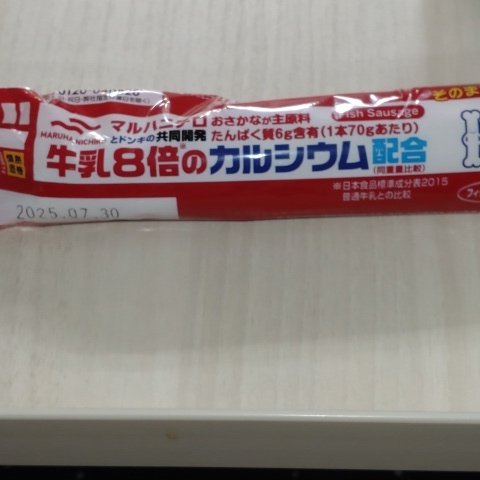 マルハニチロ
MARUHA NICHIRO
とドンキの共同開発
おさかなが主原料
たんぱく質6g含有(1本70gあたり)
Fish Sausage
そのま
牛乳8倍※のカルシウム配合
(同重量比較)
※日本食品標準成分表2015
普通牛乳との比較
フィ
2025.07.30